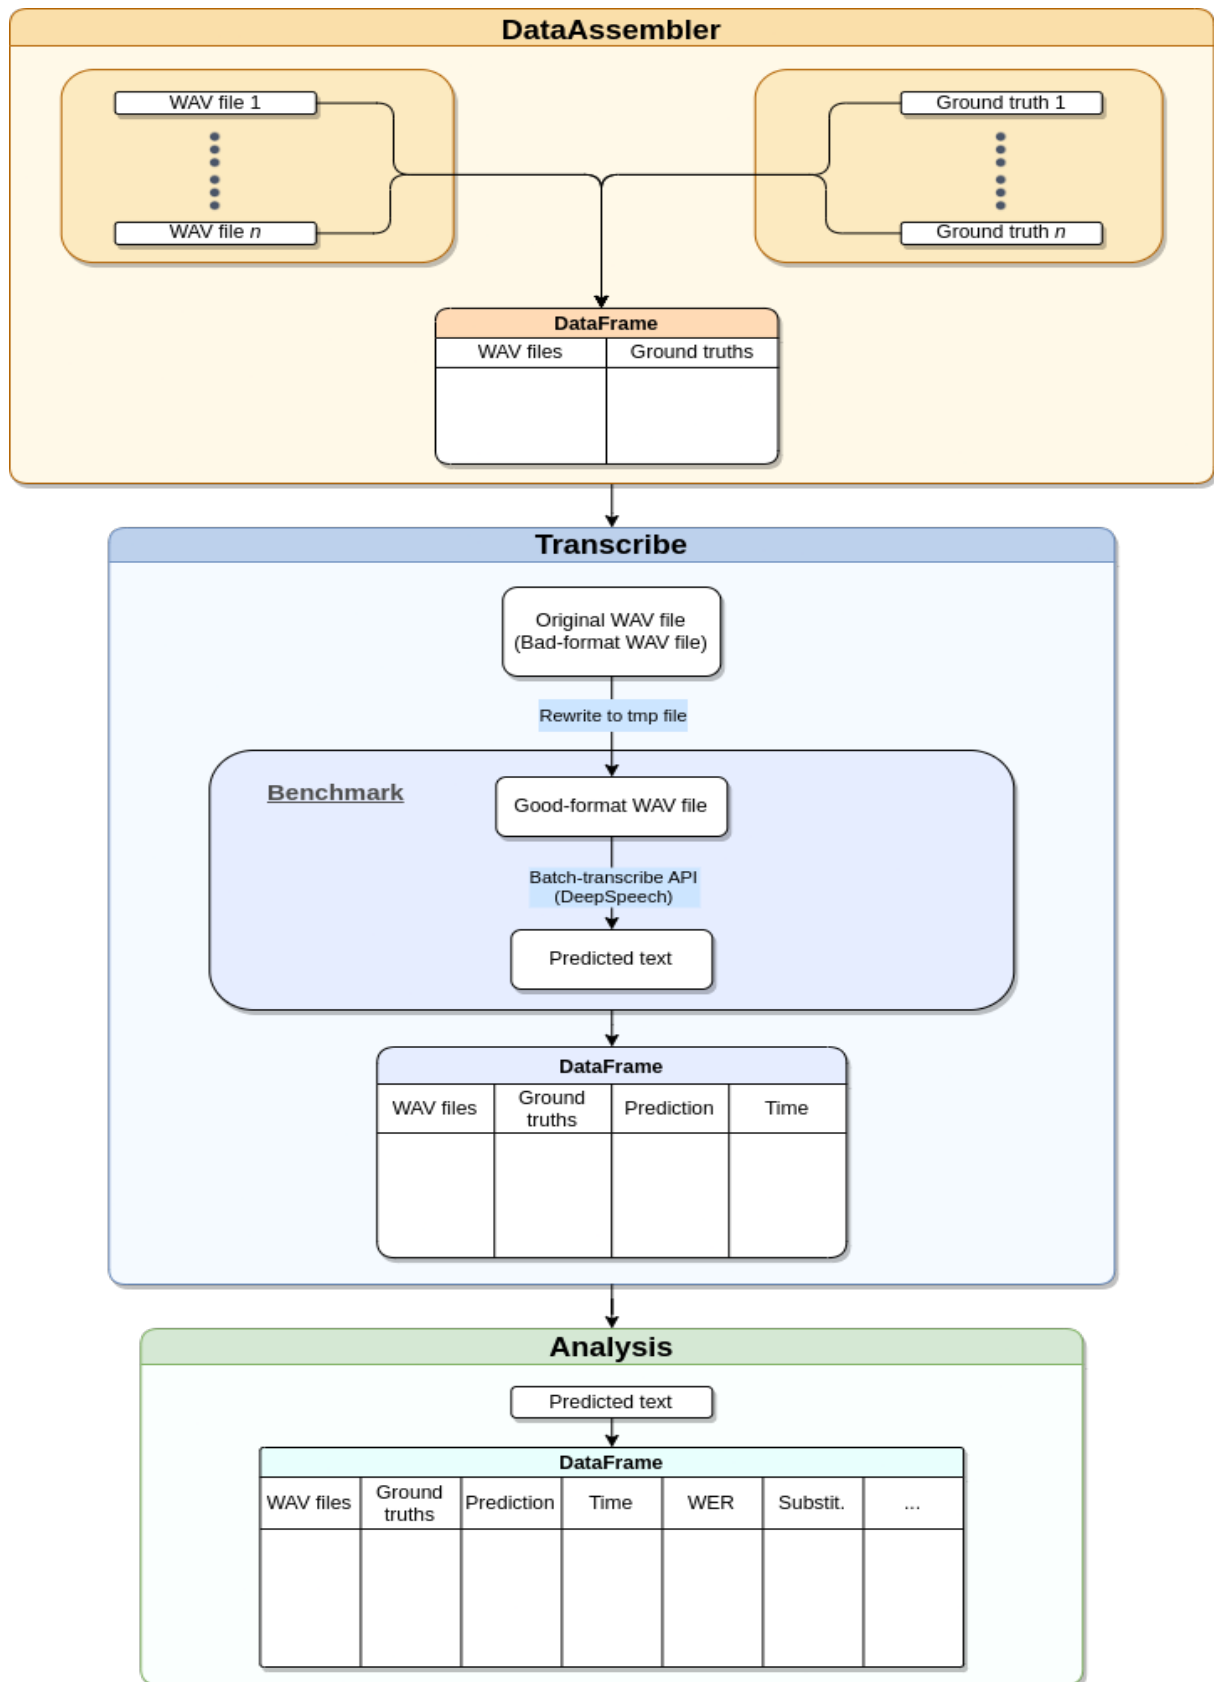 DataAssembler
WAV file 1
WAV file n
Ground truth 1
Ground truth n
DataFrame
WAV files
Ground truths
Transcribe
Original WAV file
(Bad-format WAV file)
Rewrite to tmp file
Benchmark
Good-format WAV file
Batch-transcribe API
(DeepSpeech)
Predicted text
DataFrame
WAV files
Ground
truths
Prediction
Time
Analysis
Predicted text
DataFrame
WAV files
Ground
truths
Prediction
Time
WER
Substit.
...